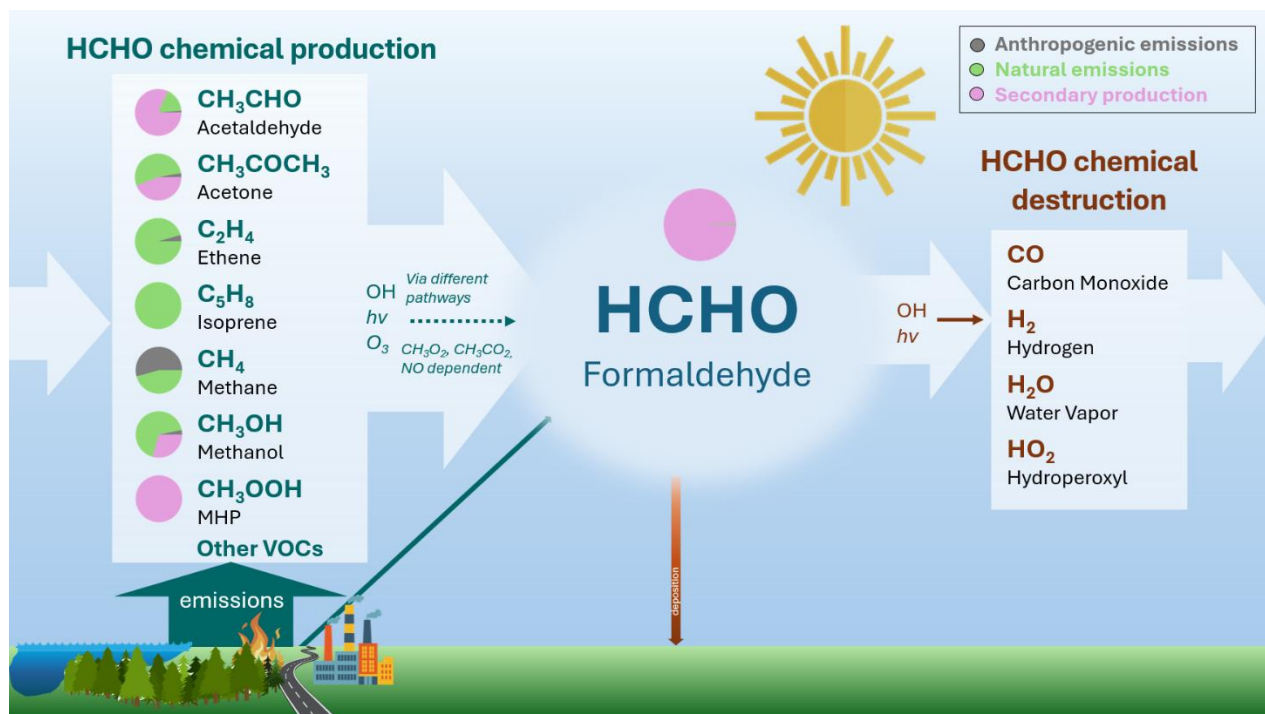 HCHO chemical production
CH₃CHO
Acetaldehyde
CH₃COCH₃
Acetone
C₂H₄
Ethene
C₅H₈
Isoprene
CH₄
Methane
CH₃OH
Methanol
CH₃OOH
MHP
Other VOCs
emissions
OH
hv
O₃
Via different
pathways
CH₃O₂, CH₃CO₂,
NO dependent
HCHO
Formaldehyde
deposition
Anthropogenic emissions
Natural emissions
Secondary production
HCHO chemical
destruction
OH
hv
CO
Carbon Monoxide
H₂
Hydrogen
H₂O
Water Vapor
HO₂
Hydroperoxyl